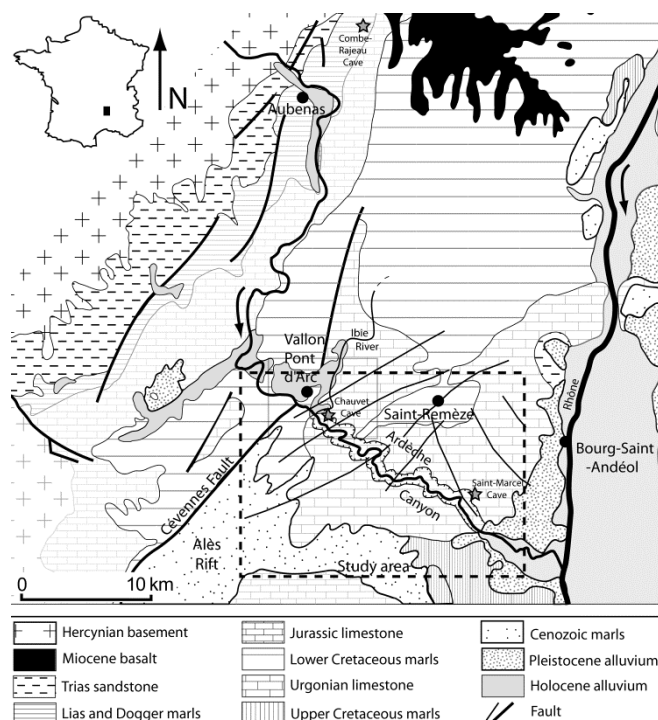 Combe-
Rajeau
Cave
N
Aubenas
Vallon
Pont
d'Arc
Ibie
River
Chauvet
Cave
Saint-Remèze
Ardèche
Canyon
Saint-Marcel
Cave
Rhône
Bourg-Saint
-Andéol
Cévennes Fault
Alès
Rift
Study area
0 10 km
Hercynian basement
Miocene basalt
Trias sandstone
Lias and Dogger marls
Jurassic limestone
Lower Cretaceous marls
Urgonian limestone
Upper Cretaceous marls
Cenozoic marls
Pleistocene alluvium
Holocene alluvium
Fault